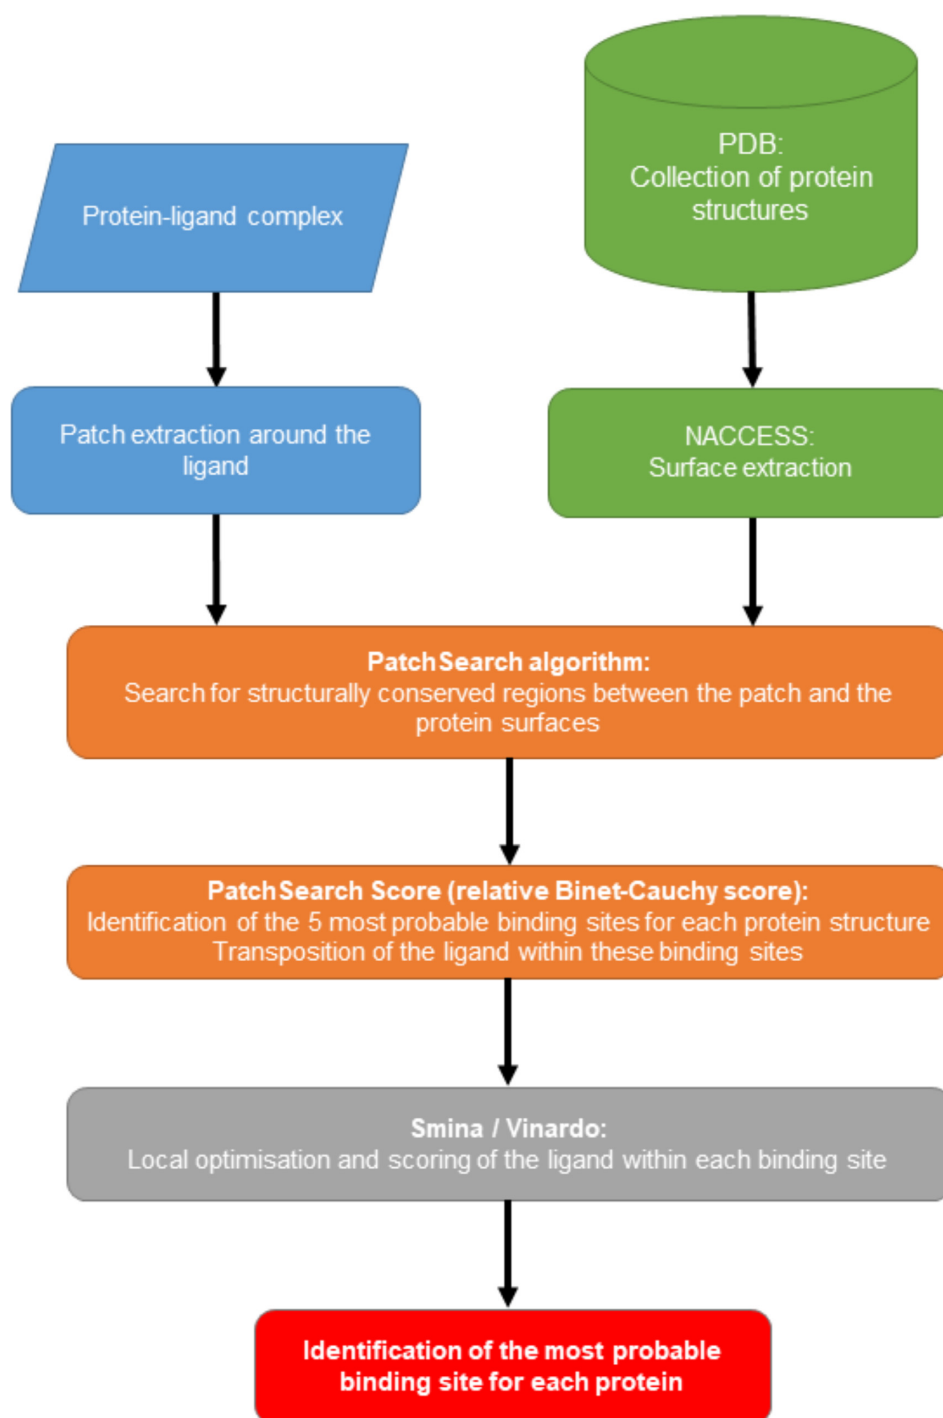 Protein-ligand complex
PDB:
Collection of protein
structures
Patch extraction around the
ligand
NACCESS:
Surface extraction
PatchSearch algorithm:
Search for structurally conserved regions between the patch and the
protein surfaces
PatchSearch Score (relative Binet-Cauchy score):
Identification of the 5 most probable binding sites for each protein structure
Transposition of the ligand within these binding sites
Smina / Vinardo:
Local optimisation and scoring of the ligand within each binding site
Identification of the most probable
binding site for each protein